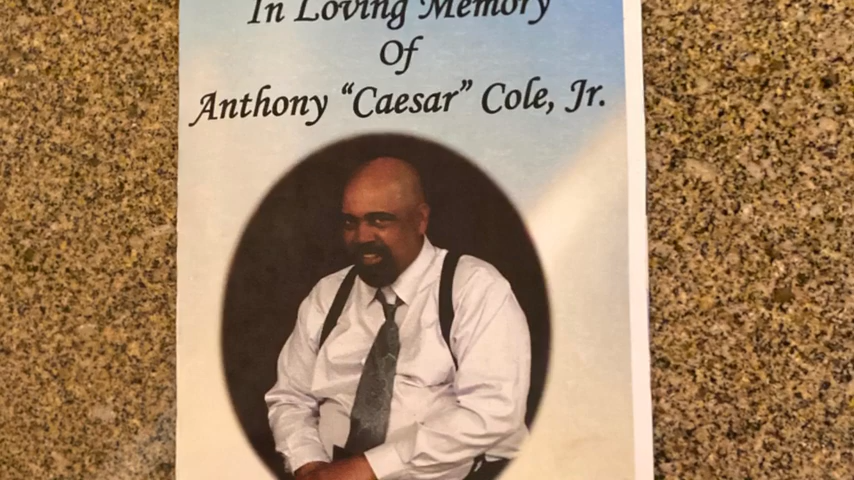 In Loving Memory
Of
Anthony “Caesar” Cole, Jr.